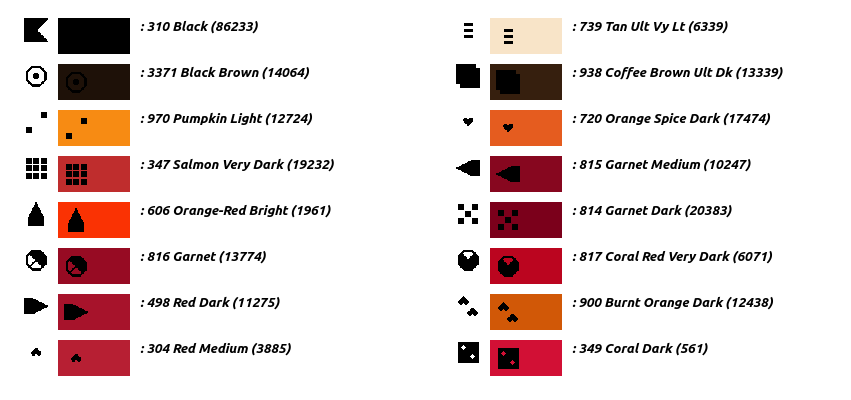 : 310 Black (86233)
: 3371 Black Brown (14064)
: 970 Pumpkin Light (12724)
: 347 Salmon Very Dark (19232)
: 606 Orange-Red Bright (1961)
: 816 Garnet (13774)
: 498 Red Dark (11275)
: 304 Red Medium (3885)
: 739 Tan Ult Vy Lt (6339)
: 938 Coffee Brown Ult Dk (13339)
: 720 Orange Spice Dark (17474)
: 815 Garnet Medium (10247)
: 814 Garnet Dark (20383)
: 817 Coral Red Very Dark (6071)
: 900 Burnt Orange Dark (12438)
: 349 Coral Dark (561)